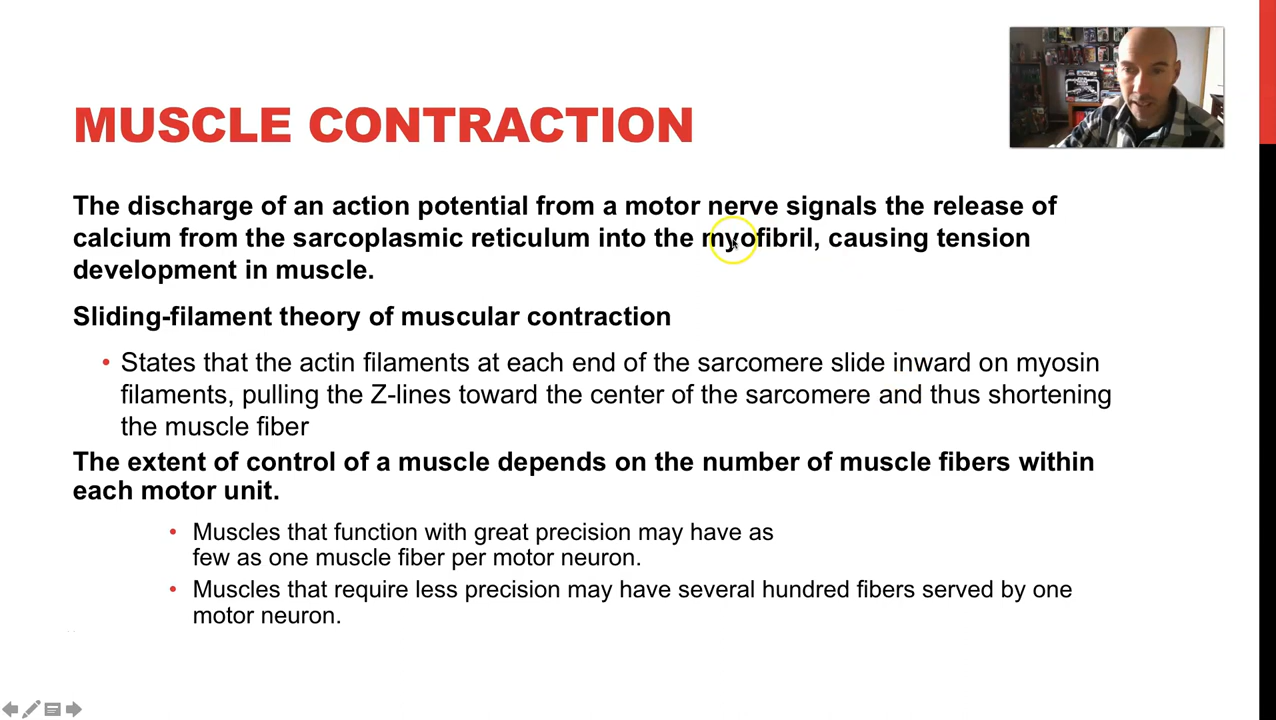 MUSCLE CONTRACTION
The discharge of an action potential from a motor nerve signals the release of
calcium from the sarcoplasmic reticulum into the myofibril, causing tension
development in muscle.
Sliding-filament theory of muscular contraction
• States that the actin filaments at each end of the sarcomere slide inward on myosin
filaments, pulling the Z-lines toward the center of the sarcomere and thus shortening
the muscle fiber
The extent of control of a muscle depends on the number of muscle fibers within
each motor unit.
• Muscles that function with great precision may have as
few as one muscle fiber per motor neuron.
• Muscles that require less precision may have several hundred fibers served by one
motor neuron.